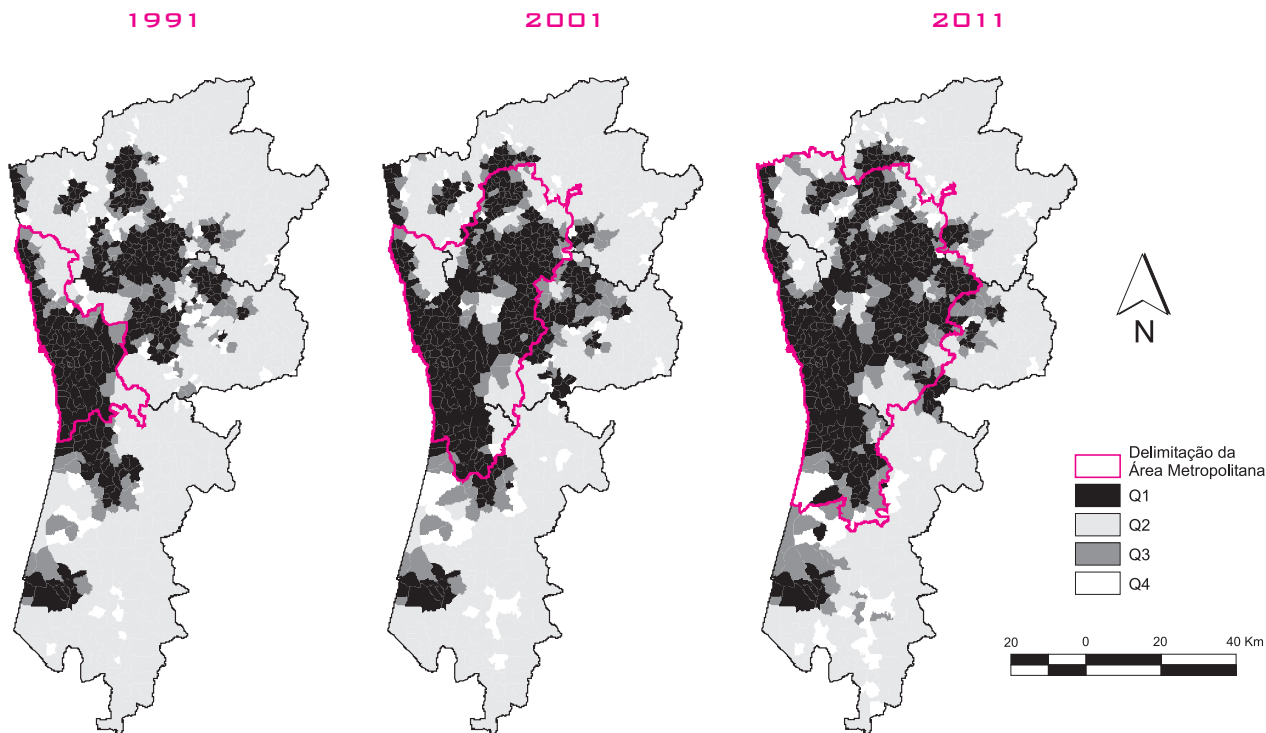 1991
2001
2011
N
Delimitação da
Área Metropolitana
Q1
Q2
Q3
Q4
20 0 20 40 Km